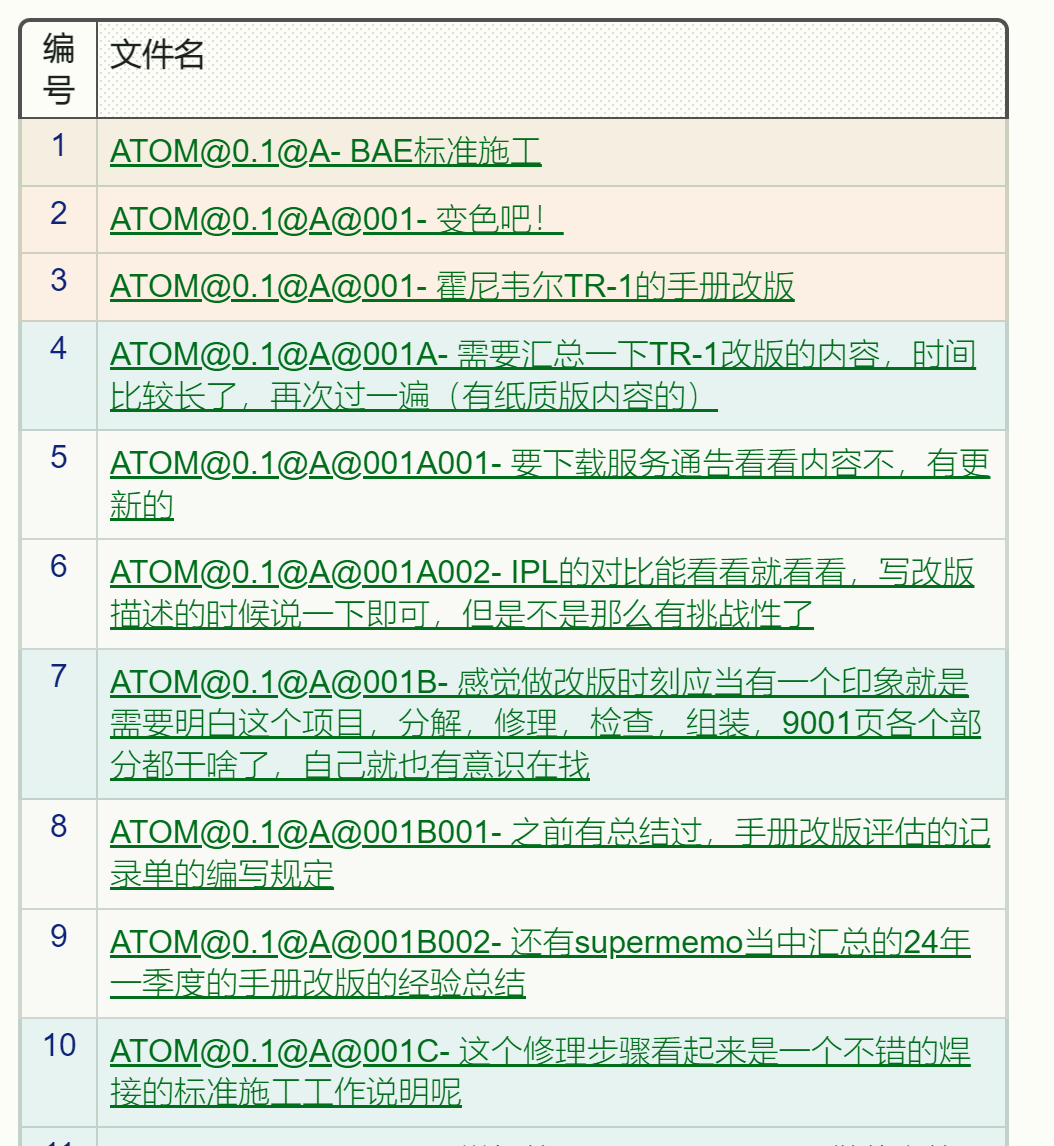 编
号
文件名
1
ATOM@0.1@A- BAE标准施工
2
ATOM@0.1@A@001- 变色吧！
3
ATOM@0.1@A@001- 霍尼韦尔TR-1的手册改版
4
ATOM@0.1@A@001A- 需要汇总一下TR-1改版的内容，时间
比较长了，再次过一遍（有纸质版内容的）
5
ATOM@0.1@A@001A001- 要下载服务通告看看内容不，有更
新的
6
ATOM@0.1@A@001A002- IPL的对比能看看就看看，写改版
描述的时候说一下即可，但是不是那么有挑战性了
7
ATOM@0.1@A@001B- 感觉做改版时刻应当有一个印象就是
需要明白这个项目，分解，修理，检查，组装，9001页各个部
分都干啥了，自己就也有意识在找
8
ATOM@0.1@A@001B001- 之前有总结过，手册改版评估的记
录单的编写规定
9
ATOM@0.1@A@001B002- 还有supermemo当中汇总的24年
一季度的手册改版的经验总结
10
ATOM@0.1@A@001C- 这个修理步骤看起来是一个不错的焊
接的标准施工工作说明呢